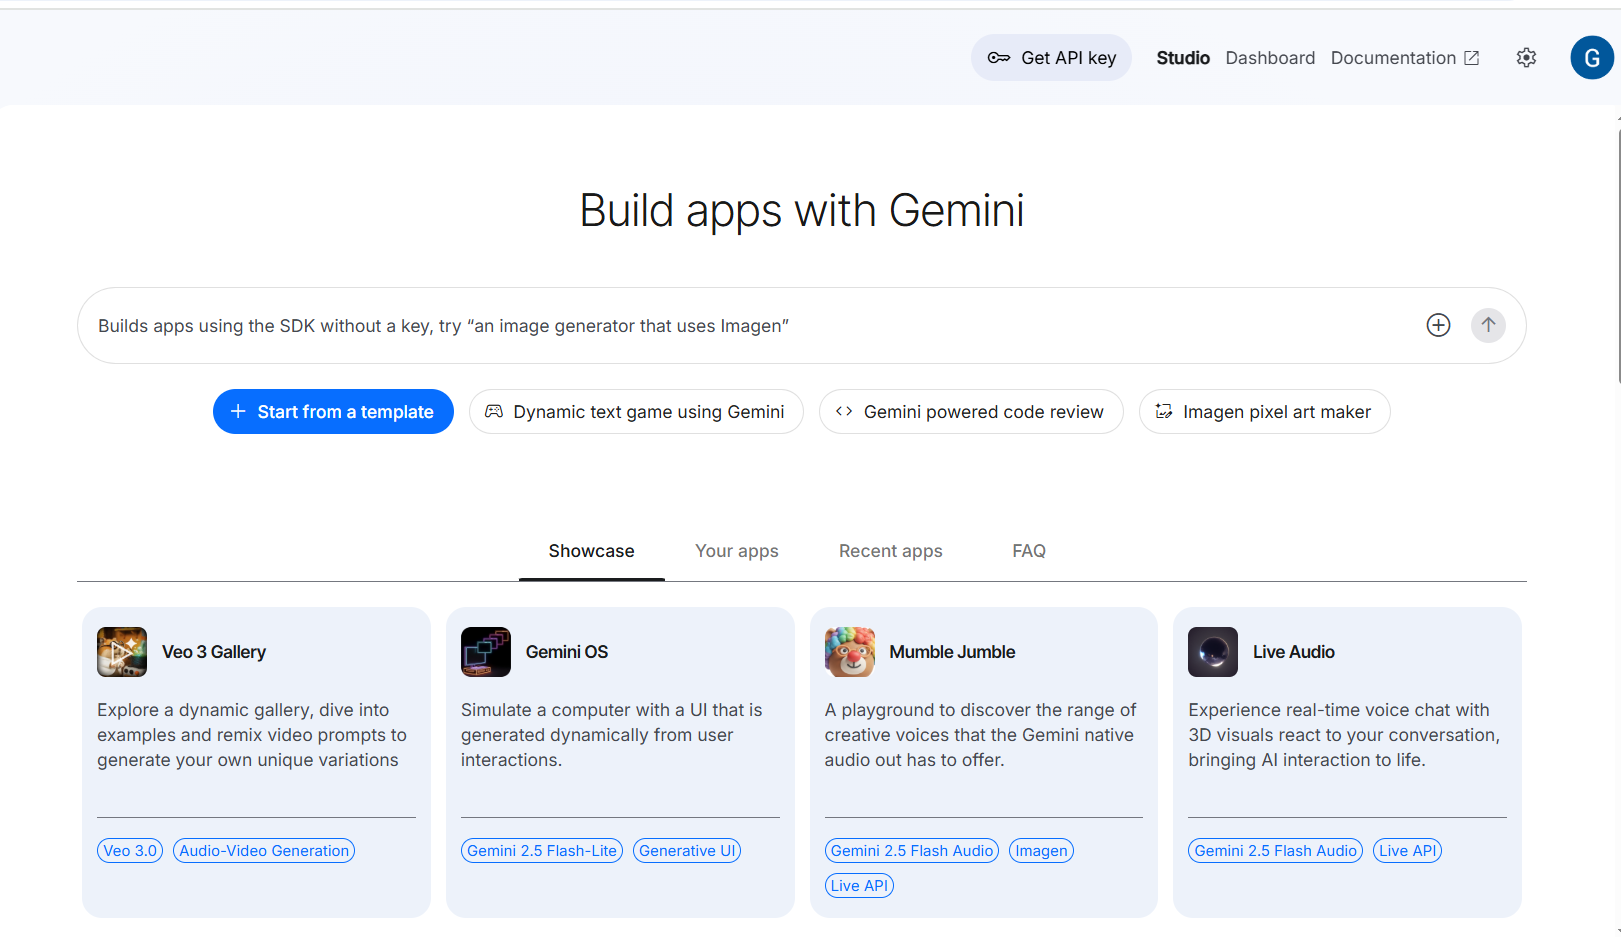 Get API key
Studio
Dashboard
Documentation
G
Build apps with Gemini
Builds apps using the SDK without a key, try “an image generator that uses Imagen”
Start from a template
Dynamic text game using Gemini
Gemini powered code review
Imagen pixel art maker
Showcase
Your apps
Recent apps
FAQ
Veo 3 Gallery
Explore a dynamic gallery, dive into
examples and remix video prompts to
generate your own unique variations
Veo 3.0
Audio-Video Generation
Gemini OS
Simulate a computer with a UI that is
generated dynamically from user
interactions.
Gemini 2.5 Flash-Lite
Generative UI
Mumble Jumble
A playground to discover the range of
creative voices that the Gemini native
audio out has to offer.
Gemini 2.5 Flash Audio
Imagen
Live API
Live Audio
Experience real-time voice chat with
3D visuals react to your conversation,
bringing AI interaction to life.
Gemini 2.5 Flash Audio
Live API